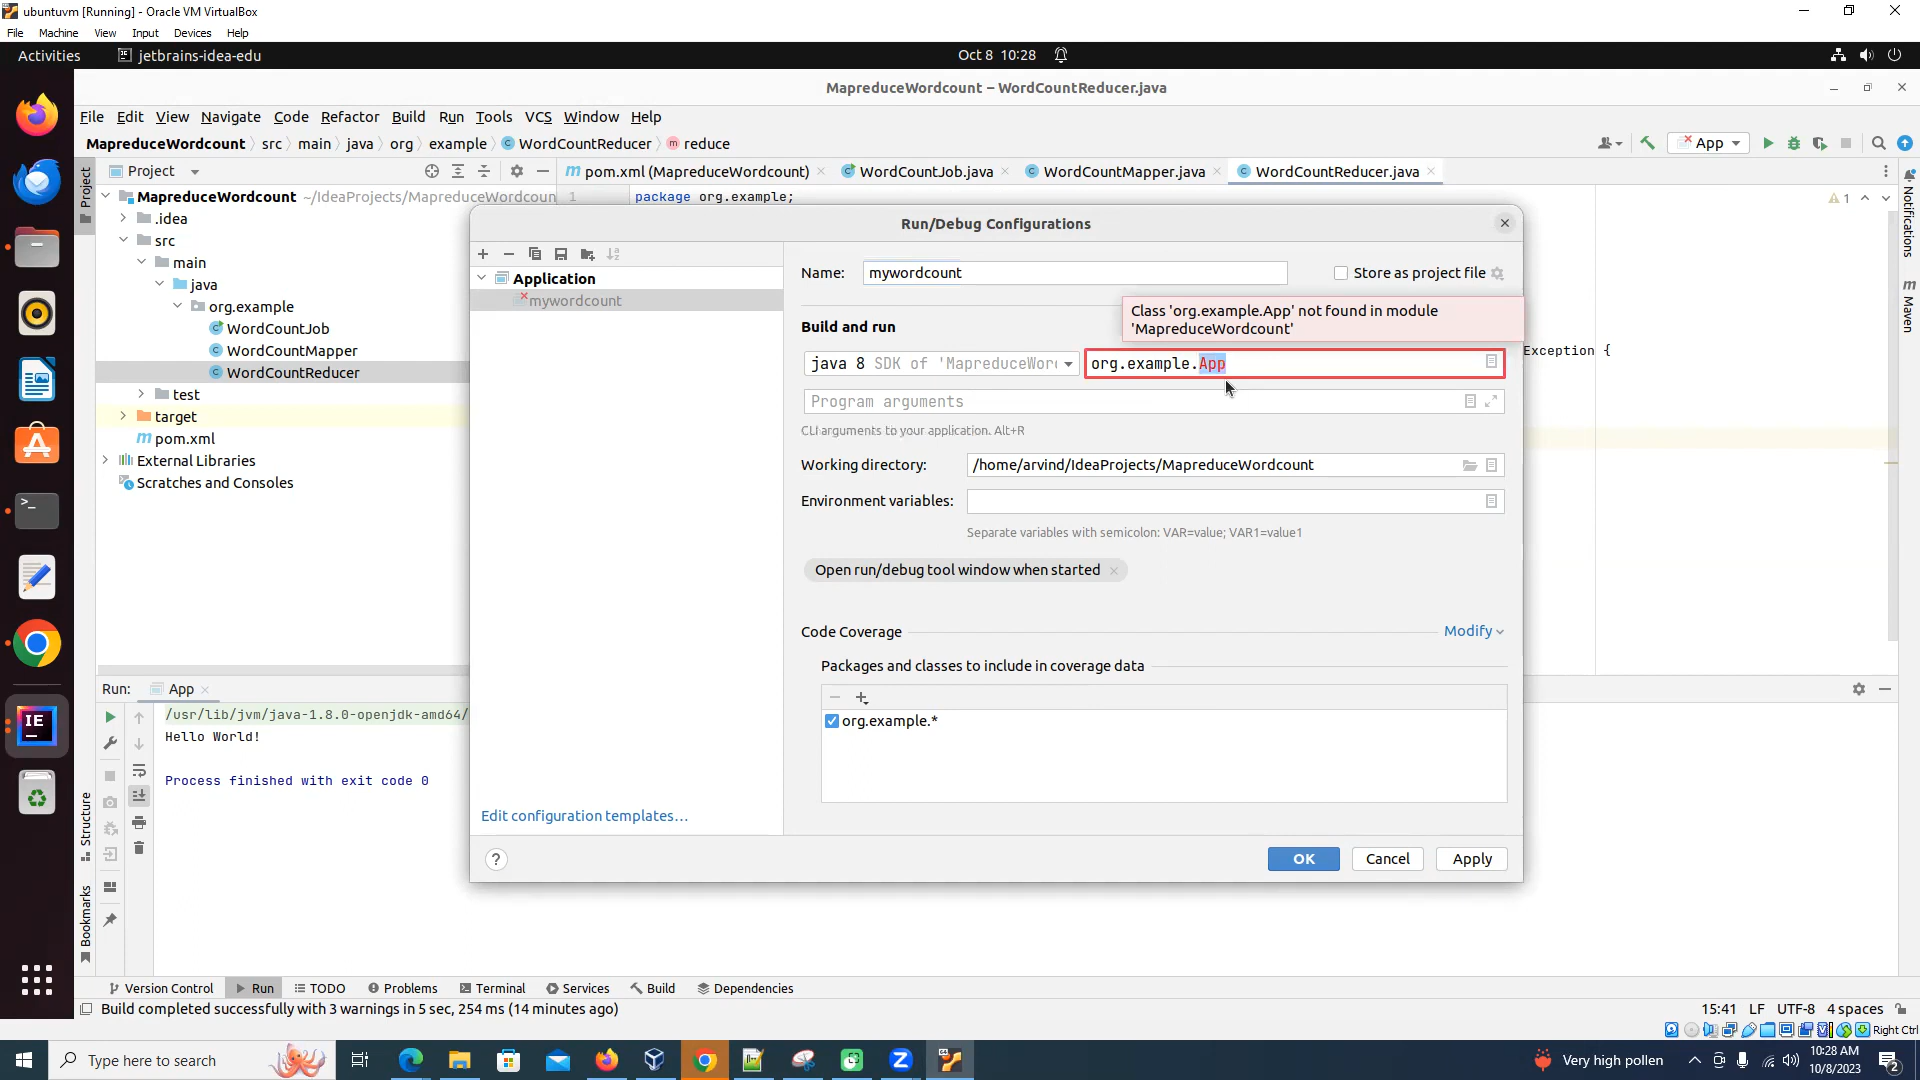 ubuntuvm [Running] - Oracle VM VirtualBox
File Machine View Input Devices Help
Activities jetbrains-idea-edu Oct 8 10:28
MapreduceWordcount – WordCountReducer.java
File Edit View Navigate Code Refactor Build Run Tools VCS Window Help
MapreduceWordcount src main java org example WordCountReducer reduce App
Project pom.xml (MapreduceWordcount) WordCountJob.java WordCountMapper.java WordCountReducer.java
MapreduceWordcount ~/IdeaProjects/MapreduceWordcoun
1 package org.example;
1
.idea
src
main
java
org.example
WordCountJob
WordCountMapper
WordCountReducer
test
target
pom.xml
External Libraries
Scratches and Consoles
Project
Structure
Bookmarks
Notifications
Maven
Exception {
Run/Debug Configurations
Application
mywordcount
Name: mywordcount Store as project file
Class 'org.example.App' not found in module
'MapreduceWordcount'
Build and run
java 8 SDK of 'MapreduceWor org.example.App
Program arguments
CLI arguments to your application. Alt+R
Working directory: /home/arvind/IdeaProjects/MapreduceWordcount
Environment variables:
Separate variables with semicolon: VAR=value; VAR1=value1
Open run/debug tool window when started
Code Coverage Modify
Packages and classes to include in coverage data
org.example.*
Edit configuration templates...
? OK Cancel Apply
Run: App
/usr/lib/jvm/java-1.8.0-openjdk-amd64/
Hello World!
Process finished with exit code 0
Version Control Run TODO Problems Terminal Services Build Dependencies
Build completed successfully with 3 warnings in 5 sec, 254 ms (14 minutes ago) 15:41 LF UTF-8 4 spaces
Right Ctrl
Type here to search Very high pollen 10:28 AM
10/8/2023 2